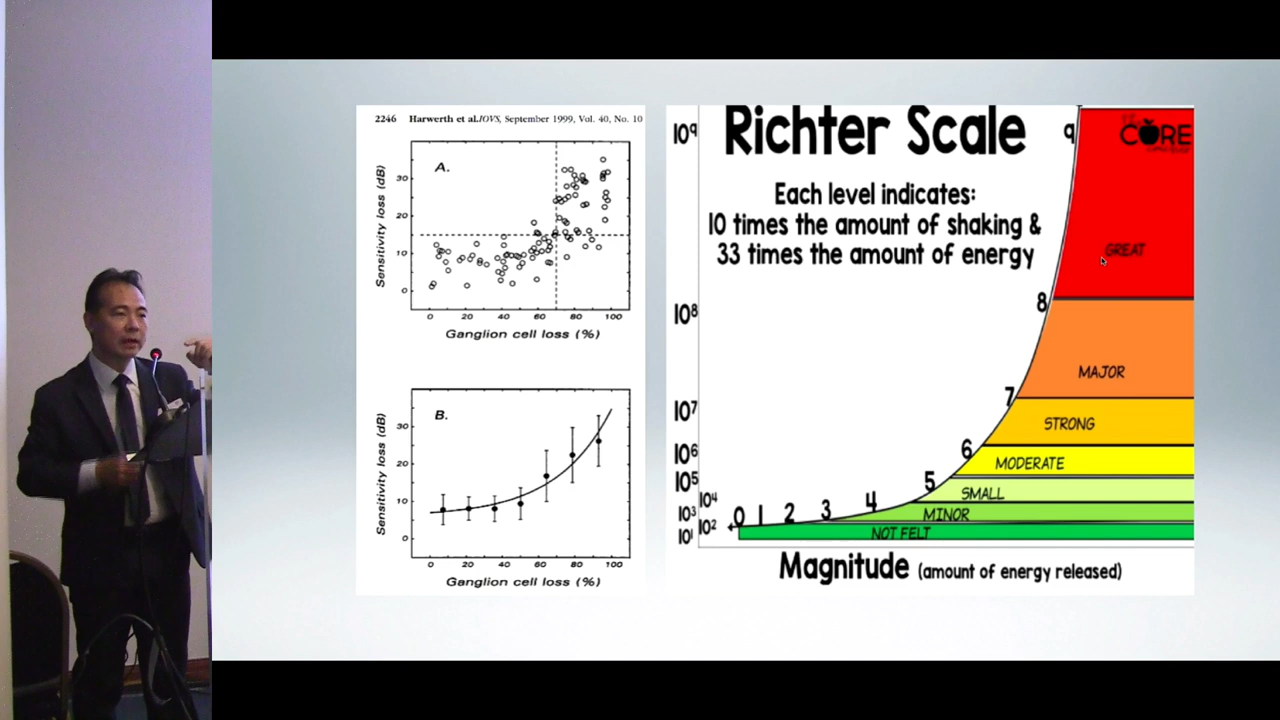 2246 Harwerth et al. IOVS, September 1999, Vol. 40, No. 10
A.
Sensitivity loss (dB)
30
20
10
0
0 20 40 60 80 100
Ganglion cell loss (%)
B.
Sensitivity loss (dB)
30
20
10
0
0 20 40 60 80 100
Ganglion cell loss (%)
Richter Scale
Each level indicates:
10 times the amount of shaking &
33 times the amount of energy
10⁹
10⁸
10⁷
10⁶
10⁵
10⁴
10³
10²
10¹
9
8
7
6
5
4
3
2
1
0
CORE
GREAT
MAJOR
STRONG
MODERATE
SMALL
MINOR
NOT FELT
Magnitude (amount of energy released)